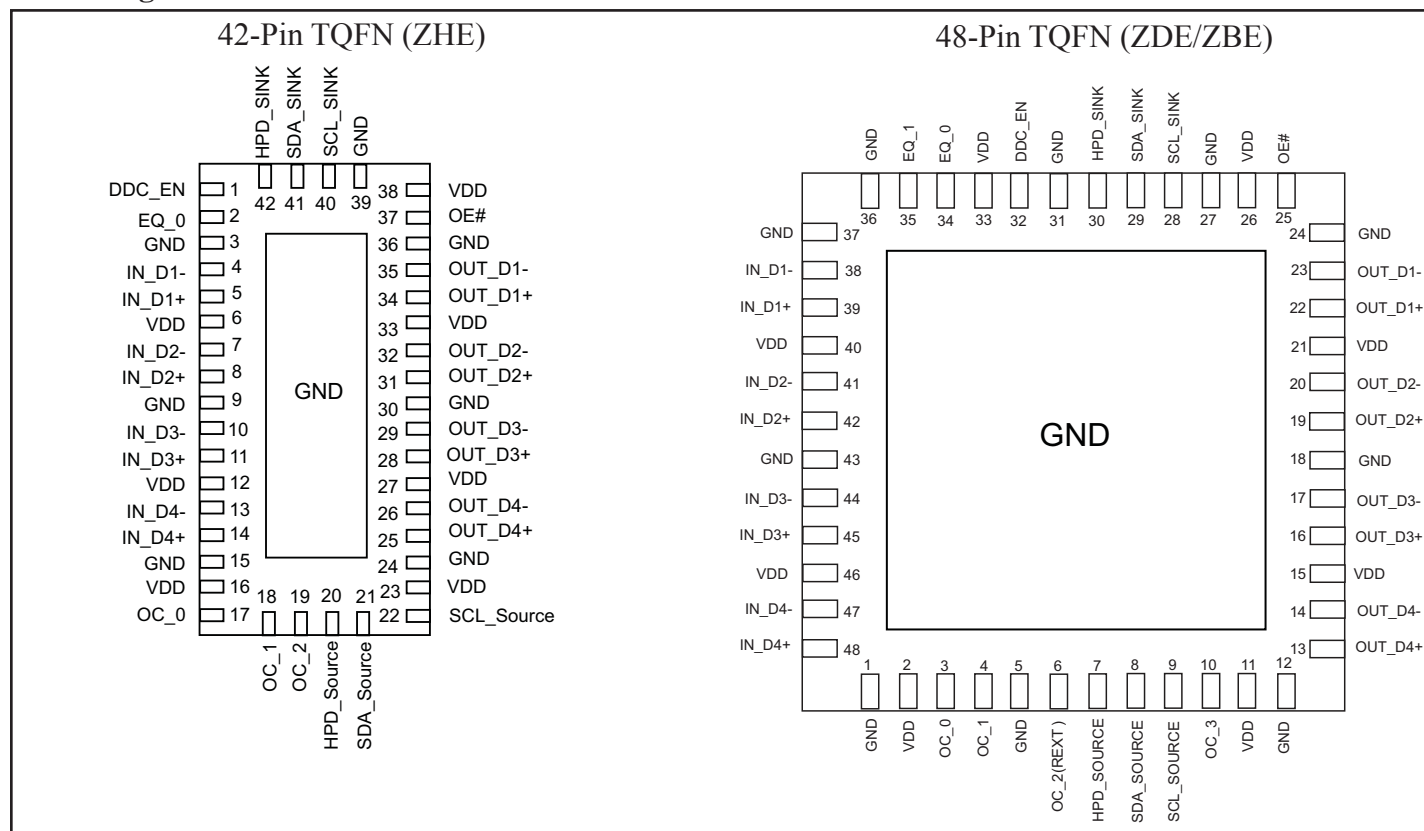 42-Pin TQFN (ZHE)
HPD_SINK
SDA_SINK
SCL_SINK
GND
42 41 40 39
DDC_EN 1
EQ_0 2
GND 3
IN_D1- 4
IN_D1+ 5
VDD 6
IN_D2- 7
IN_D2+ 8
GND 9
IN_D3- 10
IN_D3+ 11
VDD 12
IN_D4- 13
IN_D4+ 14
GND 15
VDD 16
OC_0 17
GND
38 VDD
37 OE#
36 GND
35 OUT_D1-
34 OUT_D1+
33 VDD
32 OUT_D2-
31 OUT_D2+
30 GND
29 OUT_D3-
28 OUT_D3+
27 VDD
26 OUT_D4-
25 OUT_D4+
24 GND
23 VDD
22 SCL_Source
18 19 20 21
OC_1
OC_2
HPD_Source
SDA_Source
48-Pin TQFN (ZDE/ZBE)
GND
EQ_1
EQ_0
VDD
DDC_EN
GND
HPD_SINK
SDA_SINK
SCL_SINK
GND
VDD
OE#
36 35 34 33 32 31 30 29 28 27 26 25
GND 37
IN_D1- 38
IN_D1+ 39
VDD 40
IN_D2- 41
IN_D2+ 42
GND 43
IN_D3- 44
IN_D3+ 45
VDD 46
IN_D4- 47
IN_D4+ 48
GND
24 GND
23 OUT_D1-
22 OUT_D1+
21 VDD
20 OUT_D2-
19 OUT_D2+
18 GND
17 OUT_D3-
16 OUT_D3+
15 VDD
14 OUT_D4-
13 OUT_D4+
1 2 3 4 5 6 7 8 9 10 11 12
GND
VDD
OC_0
OC_1
GND
OC_2(REXT )
HPD_SOURCE
SDA_SOURCE
SCL_SOURCE
OC_3
VDD
GND